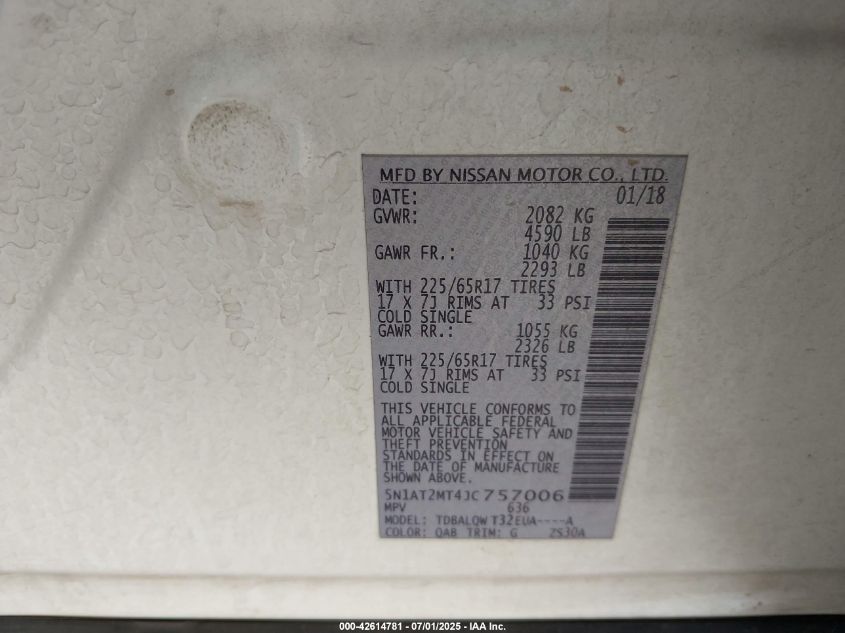 MFD BY NISSAN MOTOR CO., LTD.
DATE: 01/18
GVWR: 2082 KG
4590 LB
GAWR FR.: 1040 KG
2293 LB
WITH 225/65R17 TIRES
17 X 7J RIMS AT 33 PSI
COLD SINGLE
GAWR RR.: 1055 KG
2326 LB
WITH 225/65R17 TIRES
17 X 7J RIMS AT 33 PSI
COLD SINGLE
THIS VEHICLE CONFORMS TO
ALL APPLICABLE FEDERAL
MOTOR VEHICLE SAFETY AND
THEFT PREVENTION
STANDARDS IN EFFECT ON
THE DATE OF MANUFACTURE
SHOWN ABOVE.
5N1AT2MT4JC757006
MPV 636
MODEL: TDBALQW T32EUA----A
COLOR: QAB TRIM: G ZS30A
000-42614781 - 07/01/2025 - IAA Inc.